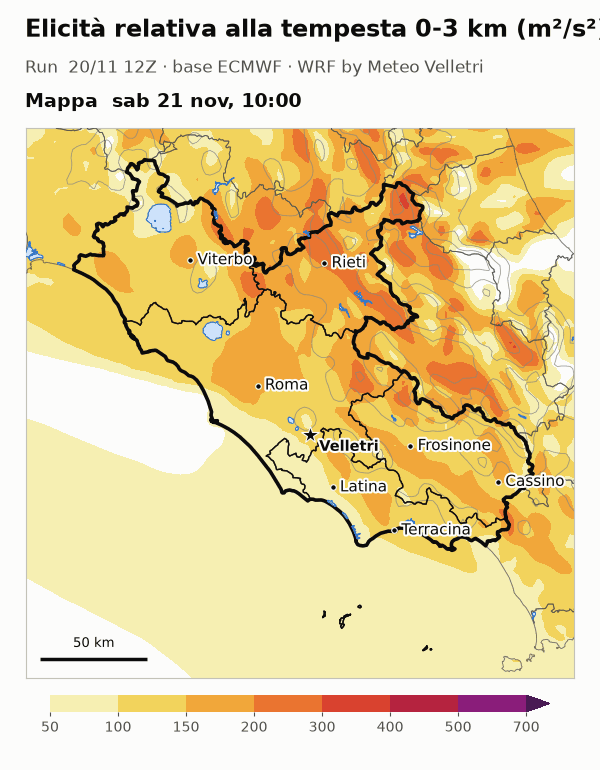 Elicità relativa alla tempesta 0-3 km (m²/s²)
Run 20/11 12Z · base ECMWF · WRF by Meteo Velletri
Mappa sab 21 nov, 10:00
Viterbo
Rieti
Roma
Velletri
Frosinone
Latina
Cassino
Terracina
50 km
50 100 150 200 300 400 500 700